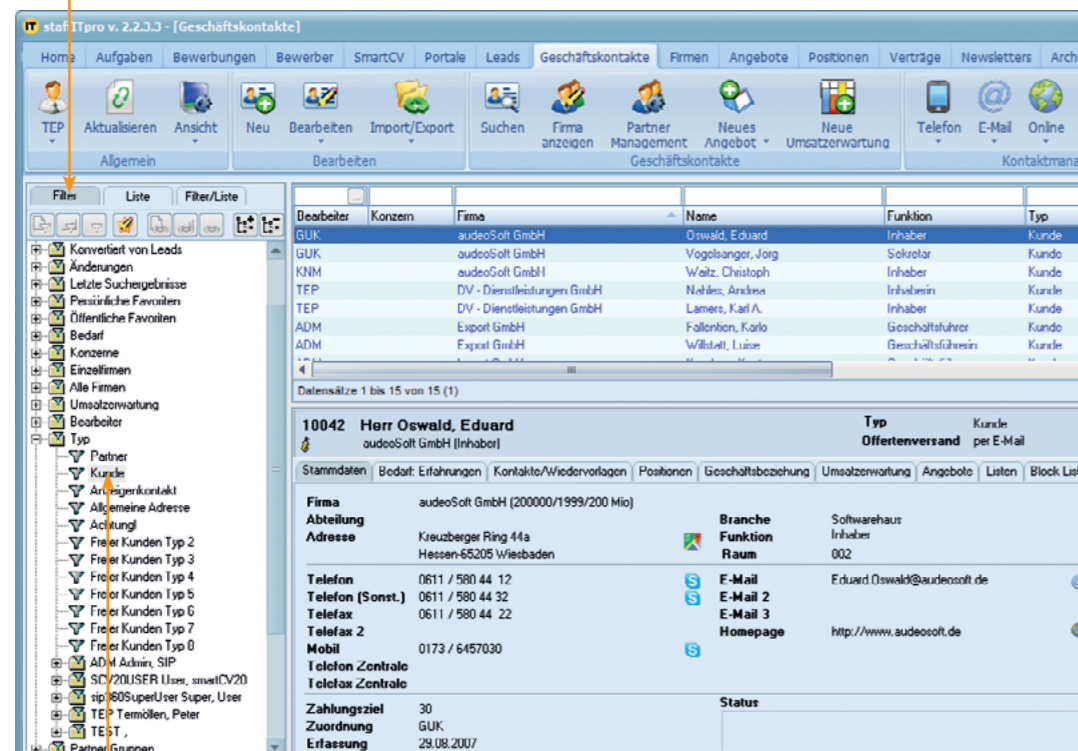 IT staffITpro v. 2.2.3.3 - [Geschäftskontakte]
Home Aufgaben Bewerbungen Bewerber SmartCV Portale Leads Geschäftskontakte Firmen Angebote Positionen Verträge Newsletters Arch
TEP Aktualisieren Ansicht Neu Bearbeiten Import/Export Suchen Firma anzeigen Partner Management Neues Angebot Neue Umsatzerwartung Telefon E-Mail Online
Allgemein Bearbeiten Geschäftskontakte Kontaktmana
Filter Liste Filter/Liste
Konvertiert von Leads
Änderungen
Letzte Suchergebnisse
Persönliche Favoriten
Öffentliche Favoriten
Bedarf
Konzerne
Einzelfirmen
Alle Firmen
Umsatzerwartung
Bearbeiter
Typ
Partner
Kunde
Anzeigenkontakt
Allgemeine Adresse
Achtung!
Freier Kunden Typ 2
Freier Kunden Typ 3
Freier Kunden Typ 4
Freier Kunden Typ 5
Freier Kunden Typ 6
Freier Kunden Typ 7
Freier Kunden Typ 8
ADM Admin, SIP
SCV20USER User, smartCV20
sip360SuperUser Super, User
TEP Termöllen, Peter
TEST ,
Partner Gruppen
Bearbeiter Konzern Firma Name Funktion Typ
GUK audeoSoft GmbH Oswald, Eduard Inhaber Kunde
GUK audeoSoft GmbH Vogelsanger, Jörg Sekretär Kunde
KNM audeoSoft GmbH Waitz, Christoph Inhaber Kunde
TEP DV - Dienstleistungen GmbH Nahles, Andrea Inhaberin Kunde
TEP DV - Dienstleistungen GmbH Lamers, Karl A. Inhaber Kunde
ADM Export GmbH Fallenten, Karlo Geschäftsführer Kunde
ADM Export GmbH Willstatt, Luise Geschäftsführerin Kunde
Datensätze 1 bis 15 von 15 (1)
10042 Herr Oswald, Eduard Typ Kunde
audeoSoft GmbH [Inhaber] Offertenversand per E-Mail
Stammdaten Bedarf: Erfahrungen Kontakte/Wiedervorlagen Positionen Geschäftsbeziehung Umsatzerwartung Angebote Listen Block List
Firma audeoSoft GmbH (200000/1999/200 Mio)
Abteilung Branche Softwarehaus
Adresse Kreuzberger Ring 44a Funktion Inhaber
Hessen-65205 Wiesbaden Raum 002
Telefon 0611 / 580 44 12 E-Mail Eduard.Oswald@audeosoft.de
Telefon (Sonst.) 0611 / 580 44 32 E-Mail 2
Telefax 0611 / 580 44 22 E-Mail 3
Telefax 2 Homepage http://www.audeosoft.de
Mobil 0173 / 6457030
Telefon Zentrale
Telefax Zentrale
Zahlungsziel 30 Status
Zuordnung GUK
Erfassung 29.08.2007